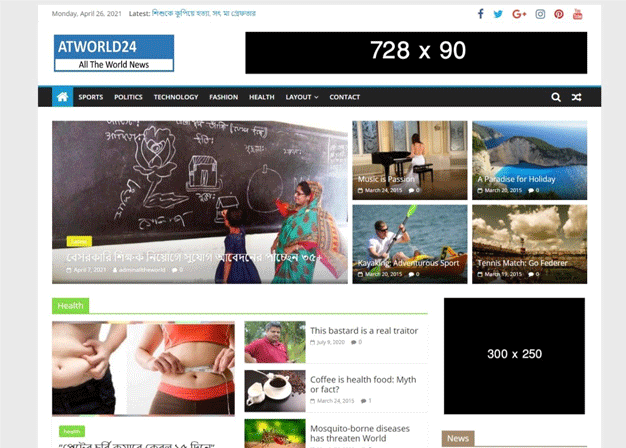 Monday, April 26, 2021
Latest: শিশুকে কুপিয়ে হত্যা, সৎ মা গ্রেফতার
ATWORLD24
All The World News
728 x 90
SPORTS
POLITICS
TECHNOLOGY
FASHION
HEALTH
LAYOUT
CONTACT
বেসরকারি শিক্ষক নিয়োগে সুযোগ আবেদনের পাচ্ছেন ৩৫+
April 7, 2021
0
Music is Passion
March 24, 2015
0
A Paradise for Holiday
March 20, 2015
0
Kayaking: Adventurous Sport
March 20, 2015
0
Tennis Match: Go Federer
March 19, 2015
0
Health
health
"পেটের চর্বি কমাবে কেবল ১৫ দিনে"
This bastard is a real traitor
July 9, 2020
0
Coffee is health food: Myth
or fact?
March 24, 2015
1
Mosquito-borne diseases
has threaten World
300 x 250
News